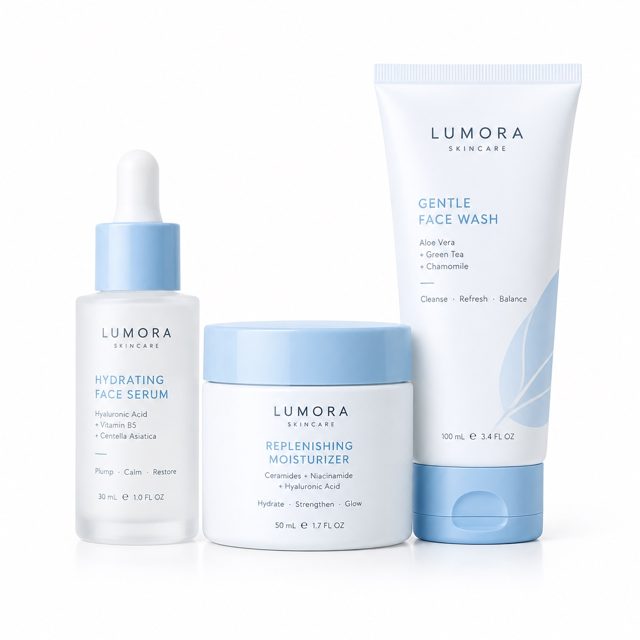 LUMORA
SKINCARE
HYDRATING
FACE SERUM
Hyaluronic Acid
+ Vitamin B5
+ Centella Asiatica
Plump · Calm · Restore
30 mL ℮ 1.0 FL OZ
LUMORA
SKINCARE
REPLENISHING
MOISTURIZER
Ceramides + Niacinamide
+ Hyaluronic Acid
Hydrate · Strengthen · Glow
50 mL ℮ 1.7 FL OZ
LUMORA
SKINCARE
GENTLE
FACE WASH
Aloe Vera
+ Green Tea
+ Chamomile
Cleanse · Refresh · Balance
100 mL ℮ 3.4 FL OZ